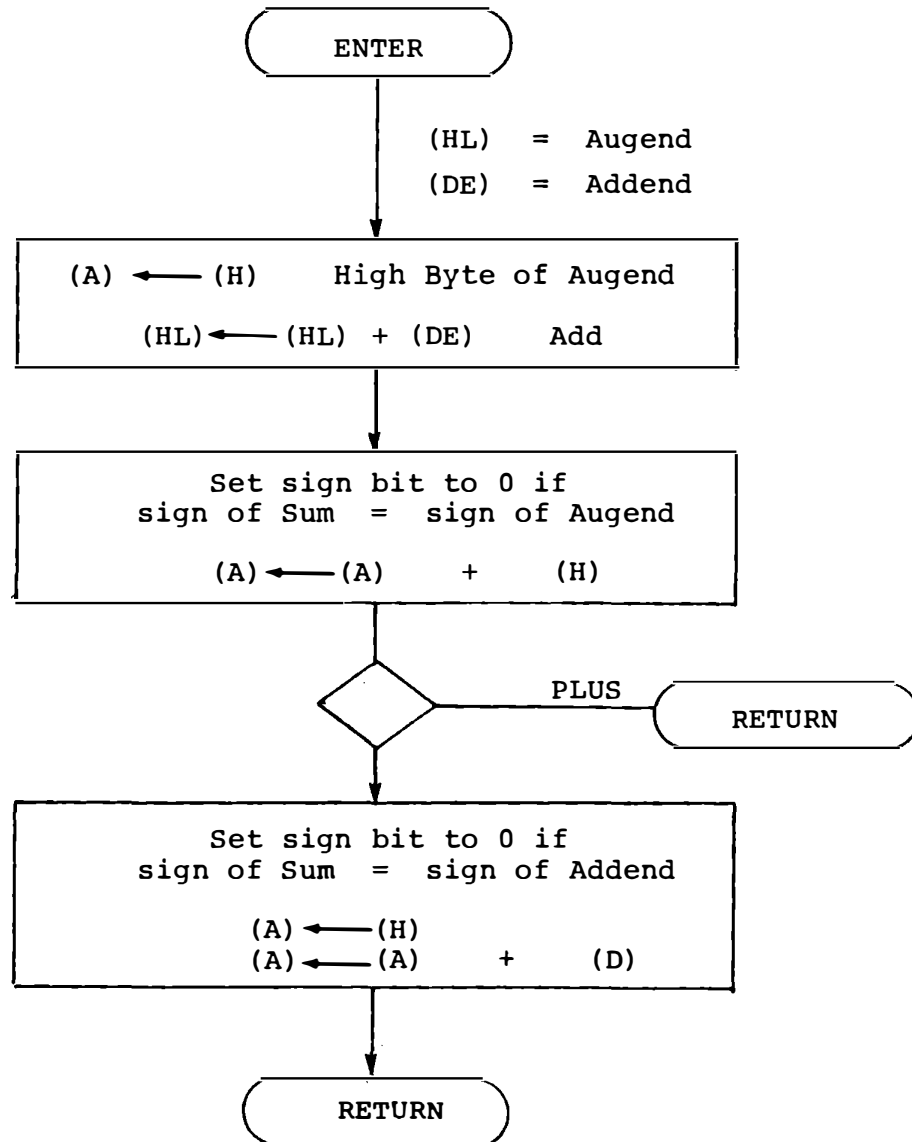 ENTER
(HL) = Augend
(DE) = Addend
(A) ← (H) High Byte of Augend
(HL) ← (HL) + (DE) Add
Set sign bit to 0 if
sign of Sum = sign of Augend
(A) ← (A) + (H)
PLUS
RETURN
Set sign bit to 0 if
sign of Sum = sign of Addend
(A) ← (H)
(A) ← (A) + (D)
RETURN